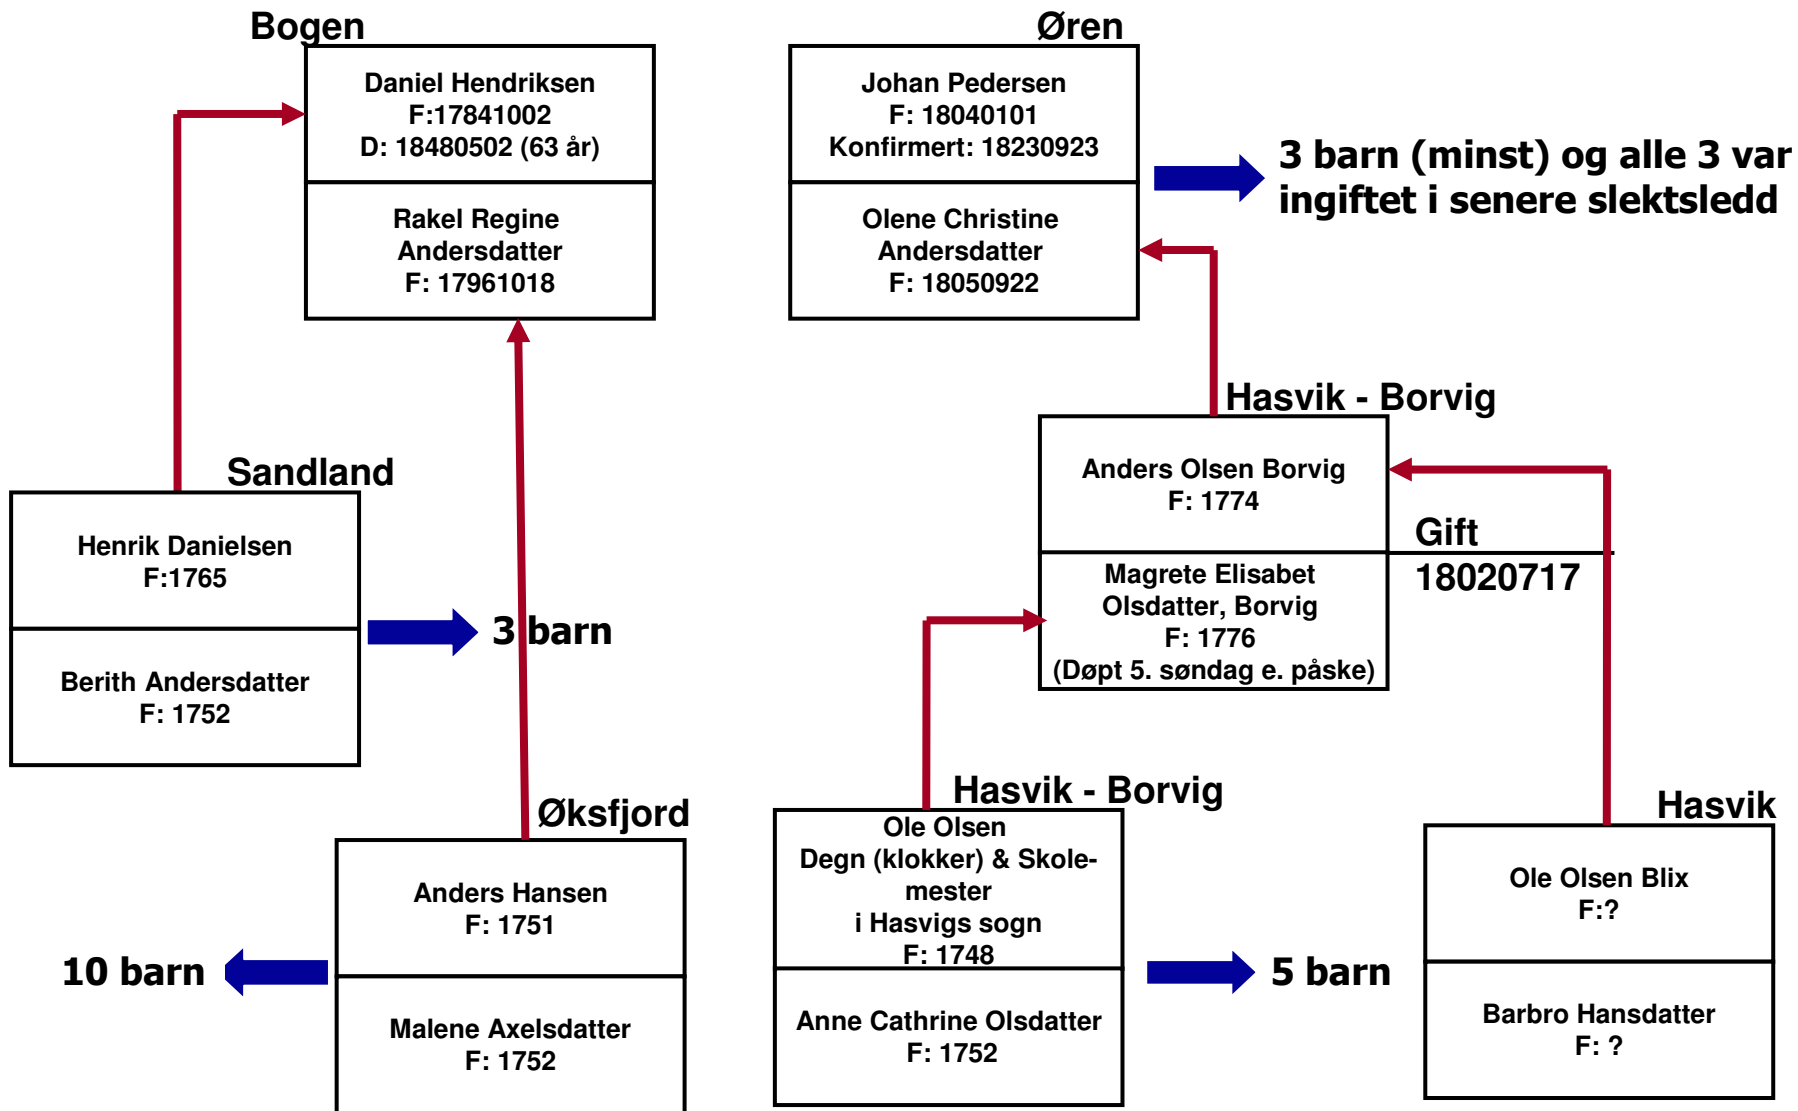 Bogen
Daniel Hendriksen
F:17841002
D: 18480502 (63 år)
Rakel Regine
Andersdatter
F: 17961018
Øren
Johan Pedersen
F: 18040101
Konfirmert: 18230923
Olene Christine
Andersdatter
F: 18050922
3 barn (minst) og alle 3 var
ingiftet i senere slektsledd
Sandland
Henrik Danielsen
F:1765
Berith Andersdatter
F: 1752
3 barn
Hasvik - Borvig
Anders Olsen Borvig
F: 1774
Magrete Elisabet
Olsdatter, Borvig
F: 1776
(Døpt 5. søndag e. påske)
Gift
18020717
Øksfjord
Anders Hansen
F: 1751
Malene Axelsdatter
F: 1752
10 barn
Hasvik - Borvig
Ole Olsen
Degn (klokker) & Skole-
mester
i Hasvigs sogn
F: 1748
Anne Cathrine Olsdatter
F: 1752
5 barn
Hasvik
Ole Olsen Blix
F:?
Barbro Hansdatter
F: ?